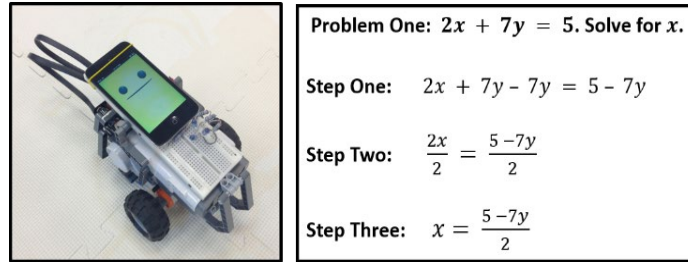 Problem One: 2x + 7y = 5. Solve for x.
Step One: 2x + 7y – 7y = 5 – 7y
Step Two: 2x/2 = 5 –7y/2
Step Three: x = 5 –7y/2